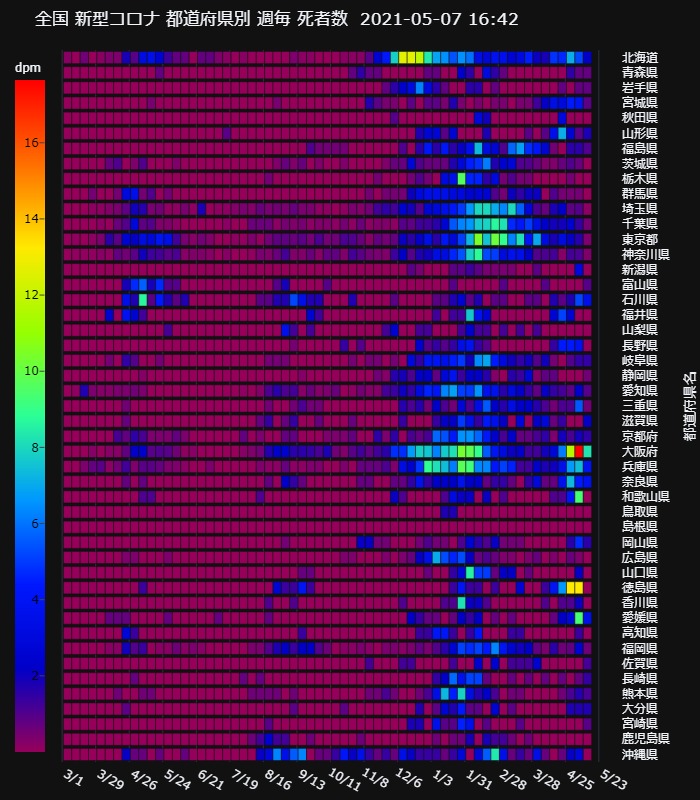 全国 新型コロナ 都道府県別 週毎 死者数 2021-05-07 16:42
dpm
16
14
12
10
8
6
4
2
北海道
青森県
岩手県
宮城県
秋田県
山形県
福島県
茨城県
栃木県
群馬県
埼玉県
千葉県
東京都
神奈川県
新潟県
富山県
石川県
福井県
山梨県
長野県
岐阜県
静岡県
愛知県
三重県
滋賀県
京都府
大阪府
兵庫県
奈良県
和歌山県
鳥取県
島根県
岡山県
広島県
山口県
徳島県
香川県
愛媛県
高知県
福岡県
佐賀県
長崎県
熊本県
大分県
宮崎県
鹿児島県
沖縄県
都道府県名
3/1 3/29 4/26 5/24 6/21 7/19 8/16 9/13 10/11 11/8 12/6 1/3 1/31 2/28 3/28 4/25 5/23